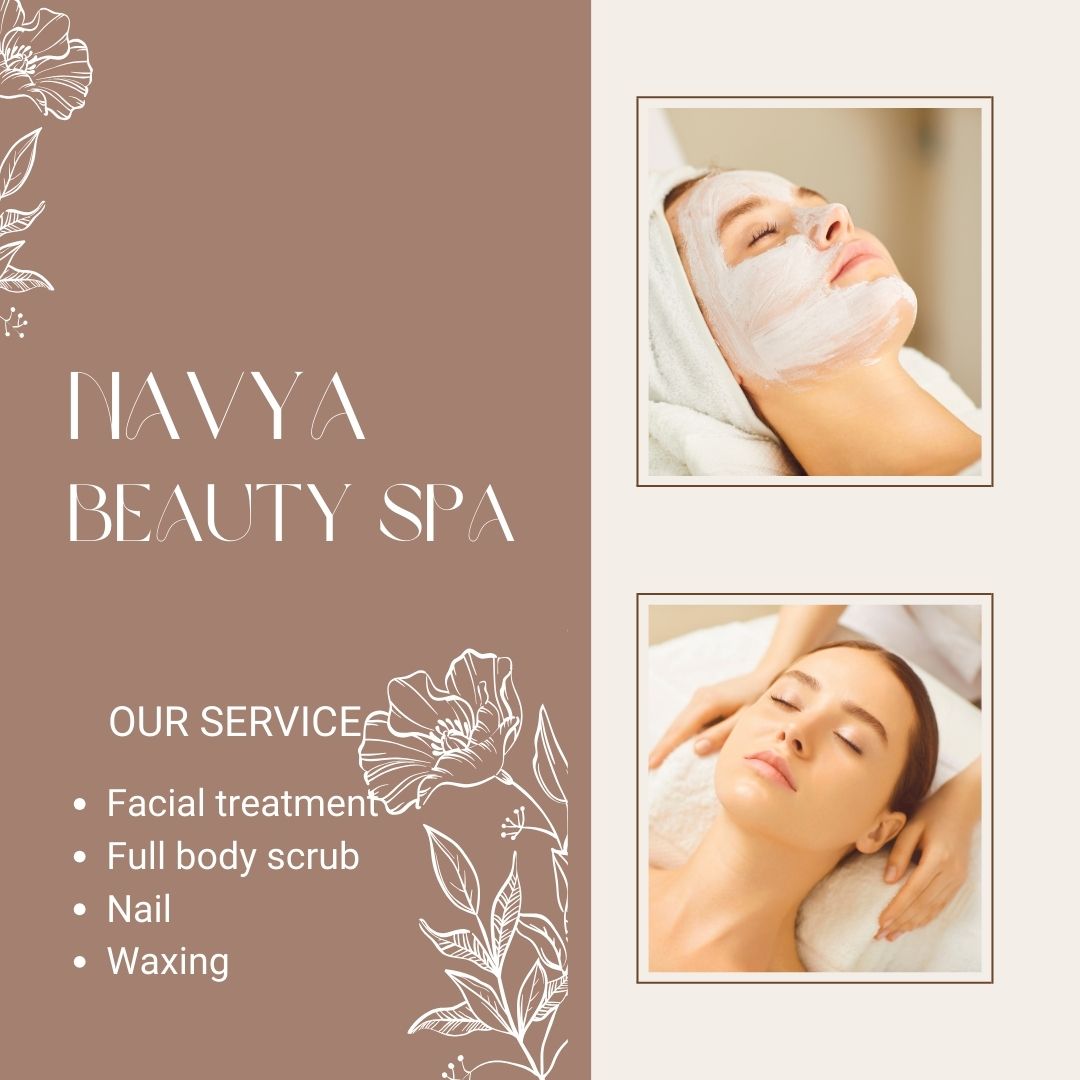 NAVYA
BEAUTY SPA
OUR SERVICE
• Facial treatment
• Full body scrub
• Nail
• Waxing